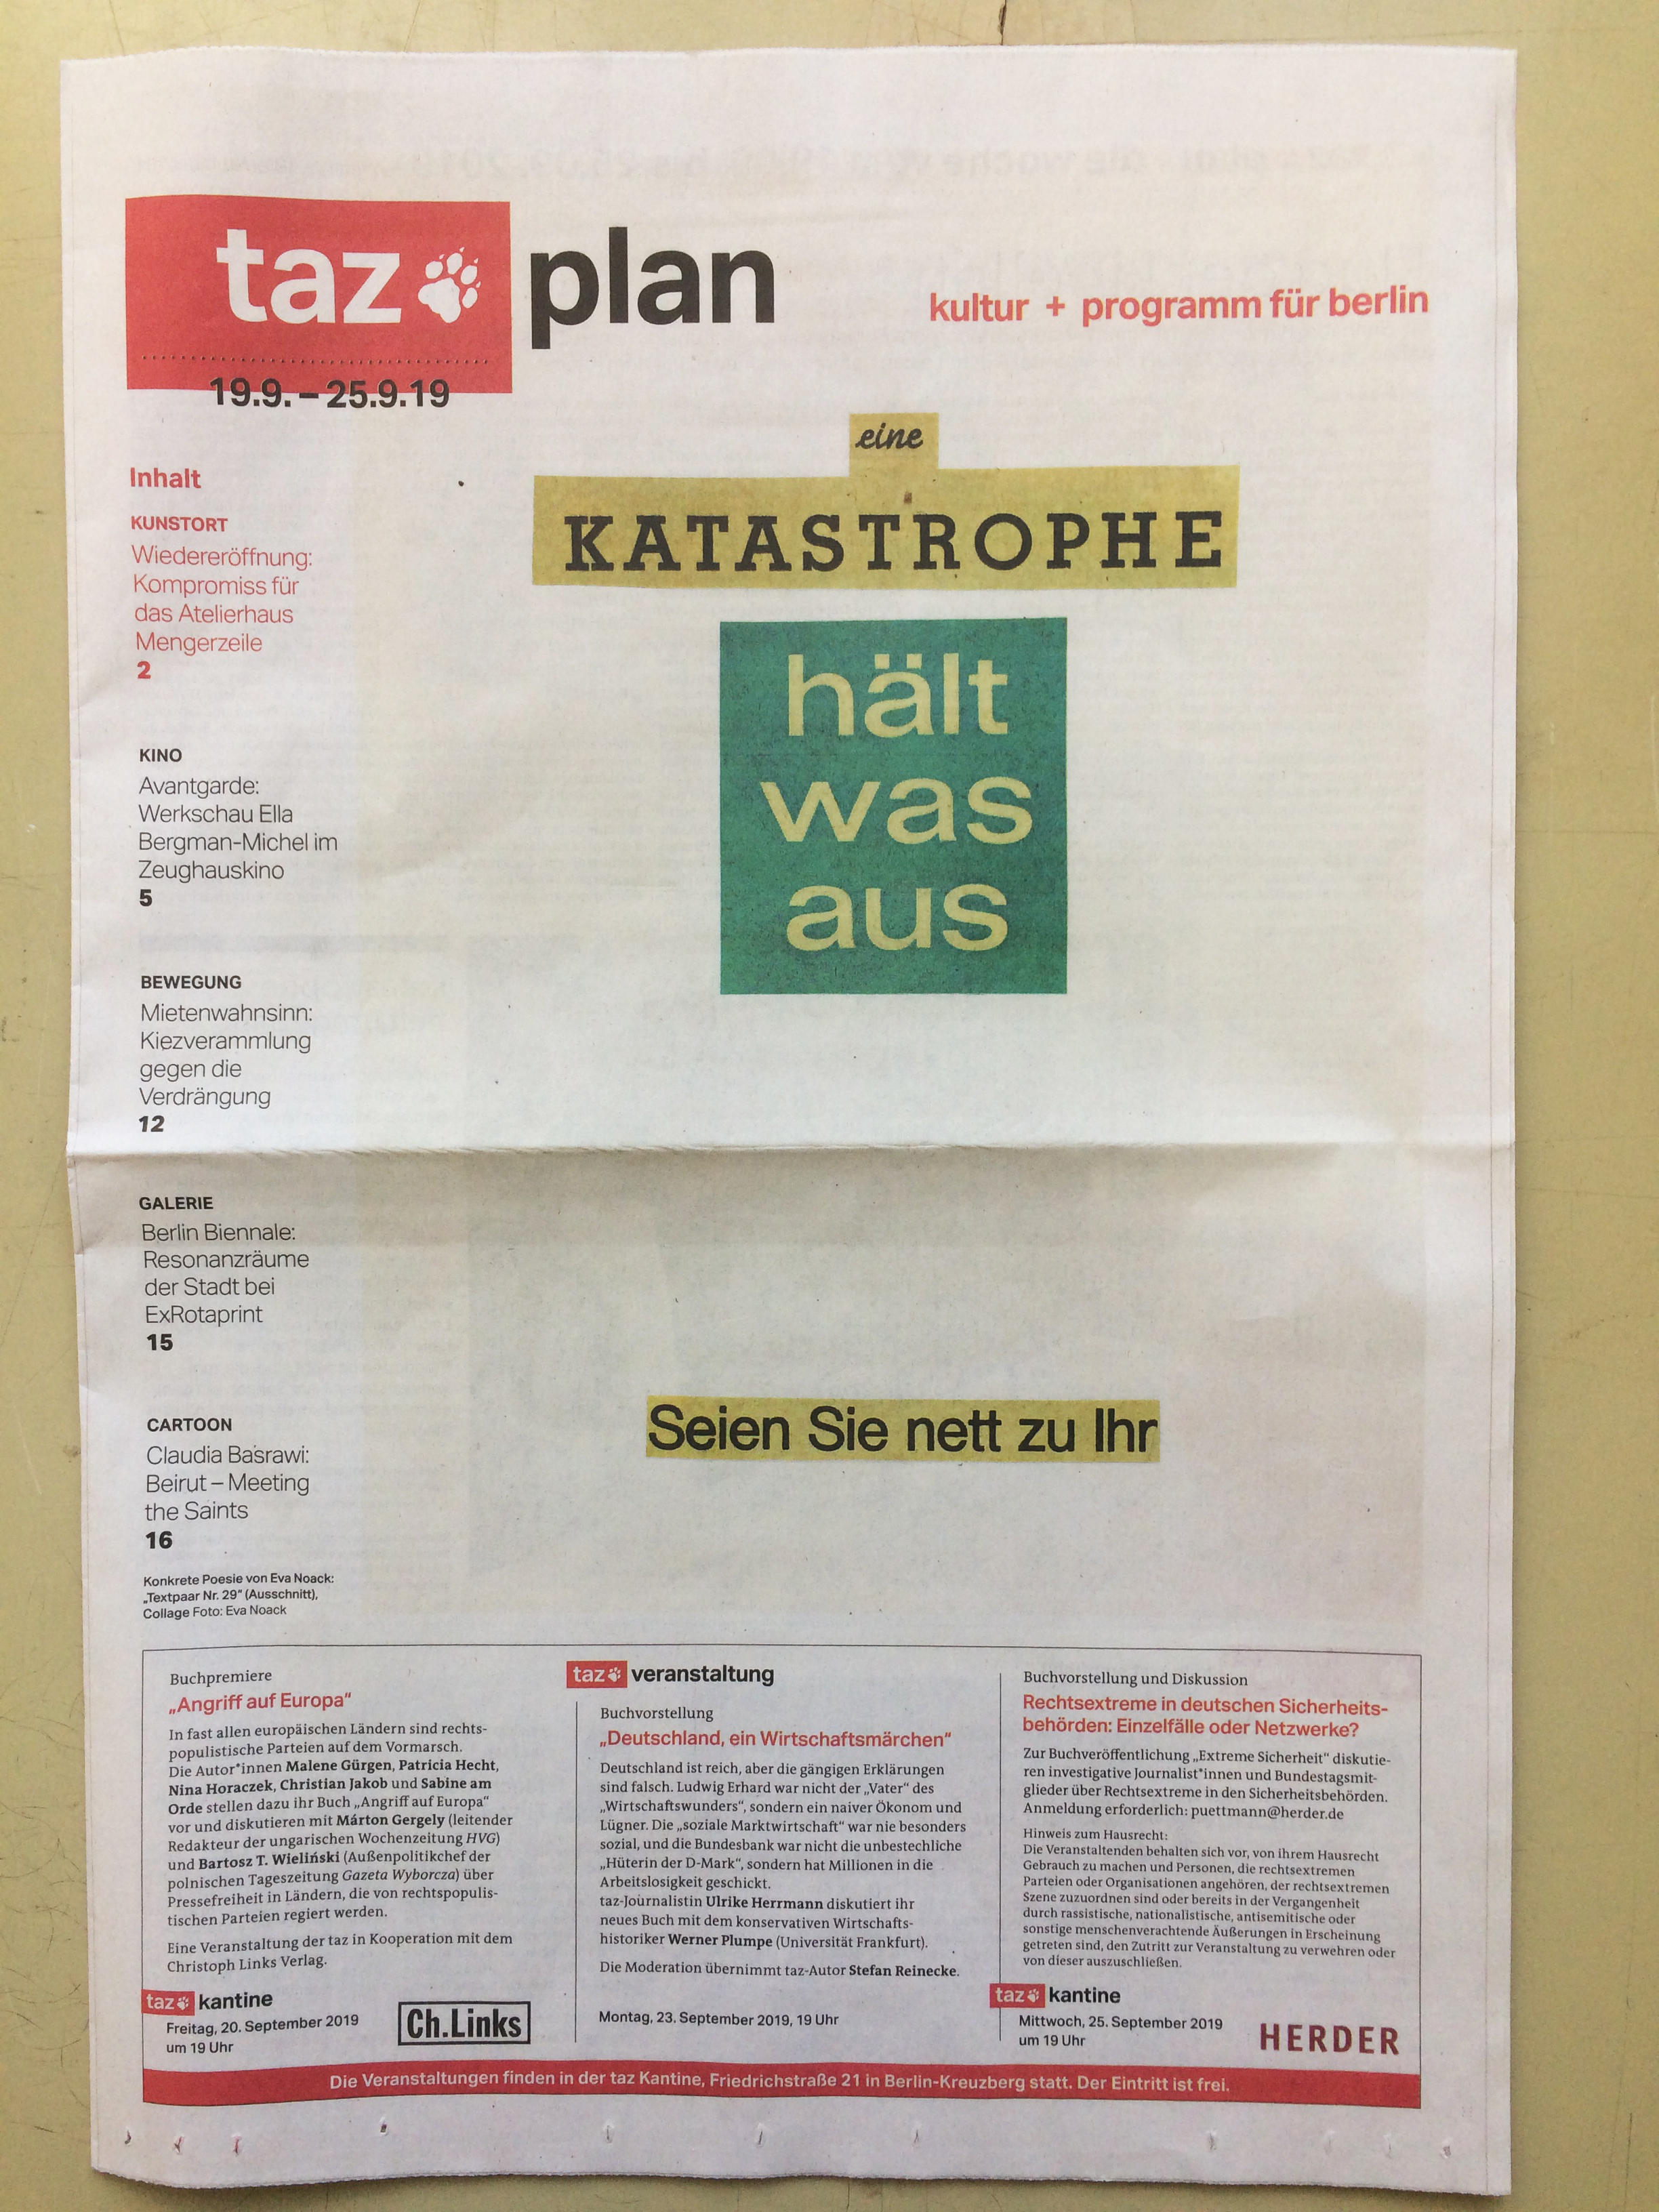 taz plan
kultur + programm für berlin
19.9. – 25.9.19
Inhalt
KUNSTORT
Wiedereröffnung:
Kompromiss für
das Atelierhaus
Mengerzeile
2
KINO
Avantgarde:
Werkschau Ella
Bergman-Michel im
Zeughauskino
5
BEWEGUNG
Mietenwahnsinn:
Kiezverammlung
gegen die
Verdrängung
12
GALERIE
Berlin Biennale:
Resonanzräume
der Stadt bei
ExRotaprint
15
CARTOON
Claudia Basrawi:
Beirut – Meeting
the Saints
16
Konkrete Poesie von Eva Noack:
„Textpaar Nr. 29“ (Ausschnitt),
Collage Foto: Eva Noack
eine
KATASTROPHE
hält
was
aus
Seien Sie nett zu Ihr
Buchpremiere
„Angriff auf Europa“
In fast allen europäischen Ländern sind rechts-
populistische Parteien auf dem Vormarsch.
Die Autor*innen Malene Gürgen, Patricia Hecht,
Nina Horaczek, Christian Jakob und Sabine am
Orde stellen dazu ihr Buch „Angriff auf Europa“
vor und diskutieren mit Márton Gergely (leitender
Redakteur der ungarischen Wochenzeitung HVG)
und Bartosz T. Wieliński (Außenpolitikchef der
polnischen Tageszeitung Gazeta Wyborcza) über
Pressefreiheit in Ländern, die von rechtspopulis-
tischen Parteien regiert werden.
Eine Veranstaltung der taz in Kooperation mit dem
Christoph Links Verlag.
taz kantine
Freitag, 20. September 2019
um 19 Uhr
Ch.Links
taz veranstaltung
Buchvorstellung
„Deutschland, ein Wirtschaftsmärchen“
Deutschland ist reich, aber die gängigen Erklärungen
sind falsch. Ludwig Erhard war nicht der „Vater“ des
„Wirtschaftswunders“, sondern ein naiver Ökonom und
Lügner. Die „soziale Marktwirtschaft“ war nie besonders
sozial, und die Bundesbank war nicht die unbestechliche
„Hüterin der D-Mark“, sondern hat Millionen in die
Arbeitslosigkeit geschickt.
taz-Journalistin Ulrike Herrmann diskutiert ihr
neues Buch mit dem konservativen Wirtschafts-
historiker Werner Plumpe (Universität Frankfurt).
Die Moderation übernimmt taz-Autor Stefan Reinecke.
Montag, 23. September 2019, 19 Uhr
Buchvorstellung und Diskussion
Rechtsextreme in deutschen Sicherheits-
behörden: Einzelfälle oder Netzwerke?
Zur Buchveröffentlichung „Extreme Sicherheit“ diskutie-
ren investigative Journalist*innen und Bundestagsmit-
glieder über Rechtsextreme in den Sicherheitsbehörden.
Anmeldung erforderlich: puettmann@herder.de
Hinweis zum Hausrecht:
Die Veranstaltenden behalten sich vor, von ihrem Hausrecht
Gebrauch zu machen und Personen, die rechtsextremen
Parteien oder Organisationen angehören, der rechtsextremen
Szene zuzuordnen sind oder bereits in der Vergangenheit
durch rassistische, nationalistische, antisemitische oder
sonstige menschenverachtende Äußerungen in Erscheinung
getreten sind, den Zutritt zur Veranstaltung zu verwehren oder
von dieser auszuschließen.
taz kantine
Mittwoch, 25. September 2019
um 19 Uhr
HERDER
Die Veranstaltungen finden in der taz Kantine, Friedrichstraße 21 in Berlin-Kreuzberg statt. Der Eintritt ist frei.